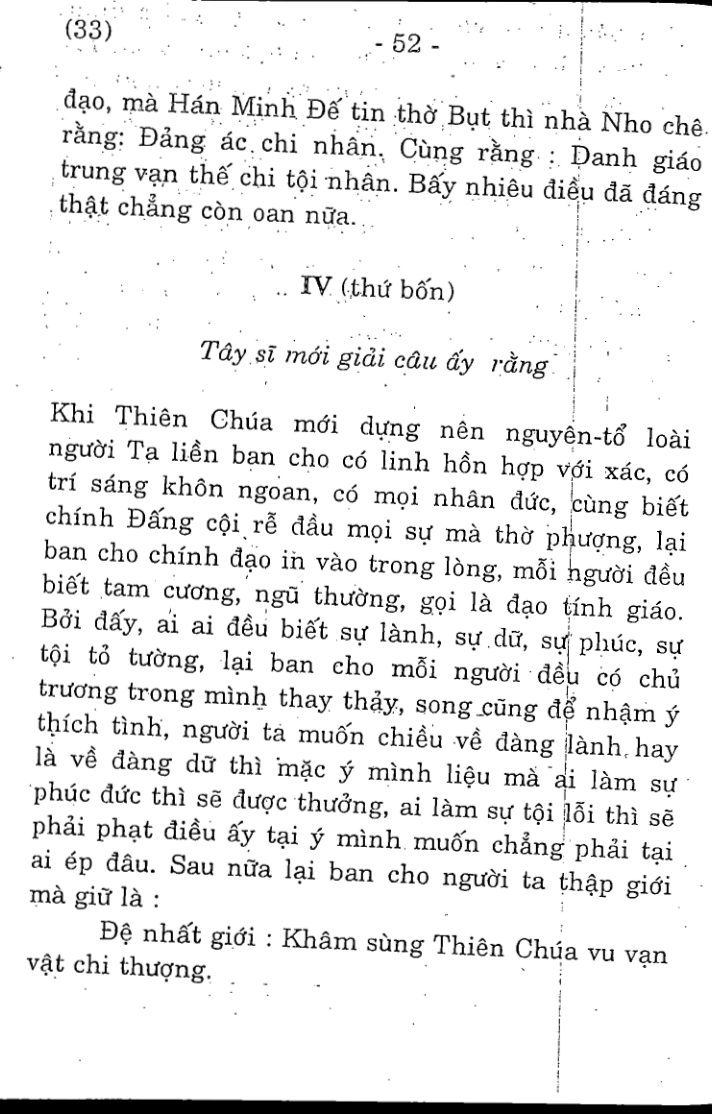 (33)
- 52 -
đạo, mà Hán Minh Đế tin thờ Bụt thì nhà Nho chê
rằng: Đảng ác chi nhân. Cùng rằng : Danh giáo
trung vạn thế chi tội nhân. Bấy nhiêu điều đã đáng
thật chẳng còn oan nữa.
IV (thứ bốn)
Tây sĩ mới giải câu ấy rằng
Khi Thiên Chúa mới dựng nên nguyên-tổ loài
người Ta liền ban cho có linh hồn hợp với xác, có
trí sáng khôn ngoan, có mọi nhân đức, cùng biết
chính Đấng cội rễ đầu mọi sự mà thờ phượng, lại
ban cho chính đạo in vào trong lòng, mỗi người đều
biết tam cương, ngũ thường, gọi là đạo tính giáo.
Bởi đấy, ai ai đều biết sự lành, sự dữ, sự phúc, sự
tội tỏ tường, lại ban cho mỗi người đều có chủ
trương trong mình thay thảy, song cũng để nhậm ý
thích tình, người ta muốn chiều về đàng lành hay
là về đàng dữ thì mặc ý mình liệu mà ai làm sự
phúc đức thì sẽ được thưởng, ai làm sự tội lỗi thì sẽ
phải phạt điều ấy tại ý mình muốn chẳng phải tại
ai ép đâu. Sau nữa lại ban cho người ta thập giới
mà giữ là :
Đệ nhất giới : Khâm sùng Thiên Chúa vu vạn
vật chi thượng.